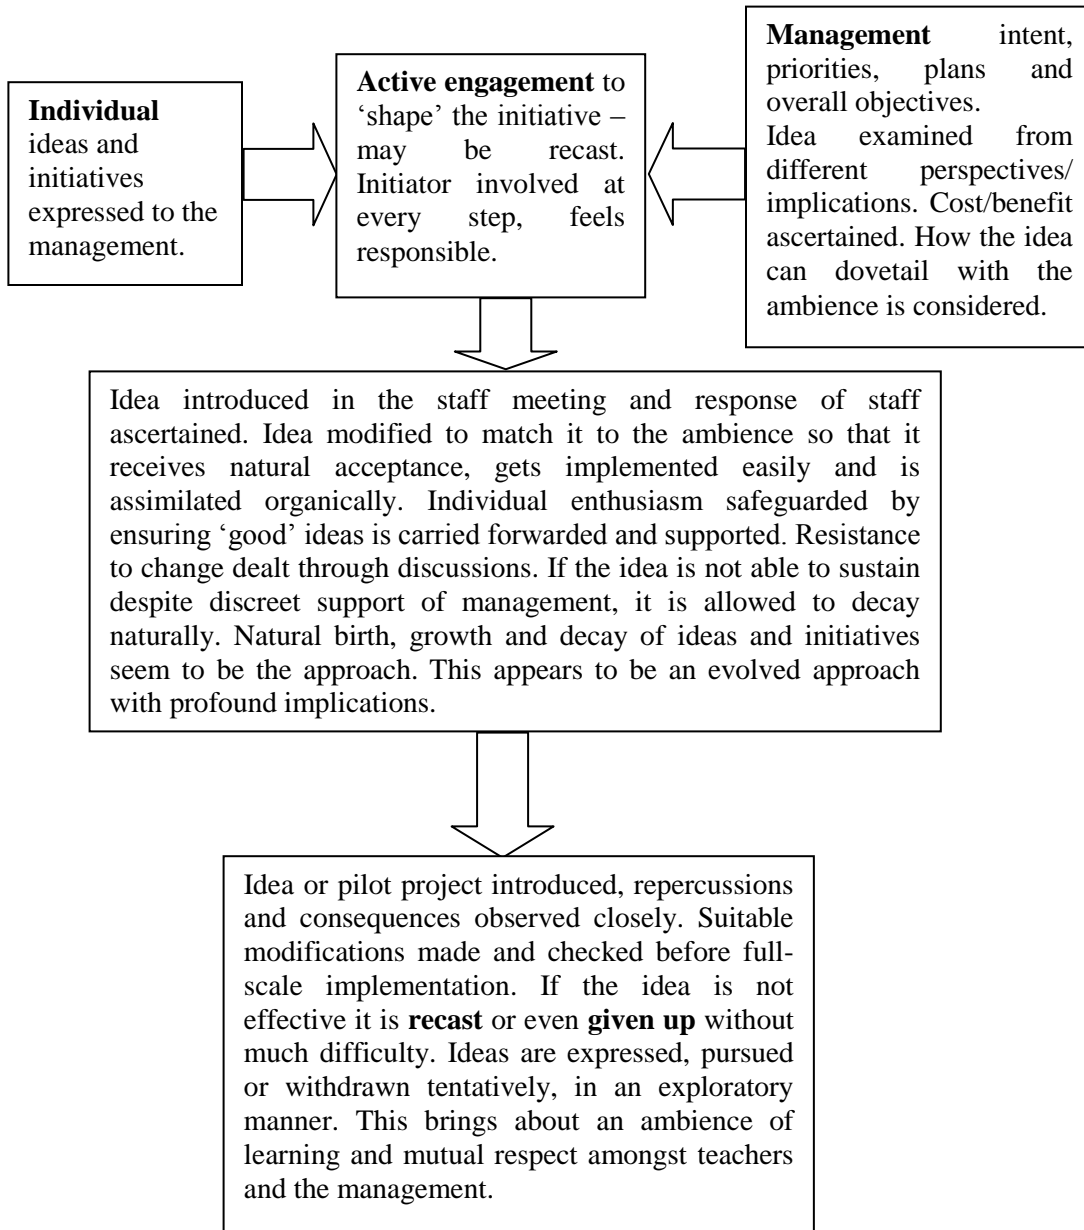 Individual
ideas and
initiatives
expressed to the
management.
Active engagement to
‘shape’ the initiative –
may be recast.
Initiator involved at
every step, feels
responsible.
Management intent,
priorities, plans and
overall objectives.
Idea examined from
different perspectives/
implications. Cost/benefit
ascertained. How the idea
can dovetail with the
ambience is considered.
Idea introduced in the staff meeting and response of staff
ascertained. Idea modified to match it to the ambience so that it
receives natural acceptance, gets implemented easily and is
assimilated organically. Individual enthusiasm safeguarded by
ensuring ‘good’ ideas is carried forwarded and supported. Resistance
to change dealt through discussions. If the idea is not able to sustain
despite discreet support of management, it is allowed to decay
naturally. Natural birth, growth and decay of ideas and initiatives
seem to be the approach. This appears to be an evolved approach
with profound implications.
Idea or pilot project introduced, repercussions
and consequences observed closely. Suitable
modifications made and checked before full-
scale implementation. If the idea is not
effective it is recast or even given up without
much difficulty. Ideas are expressed, pursued
or withdrawn tentatively, in an exploratory
manner. This brings about an ambience of
learning and mutual respect amongst teachers
and the management.